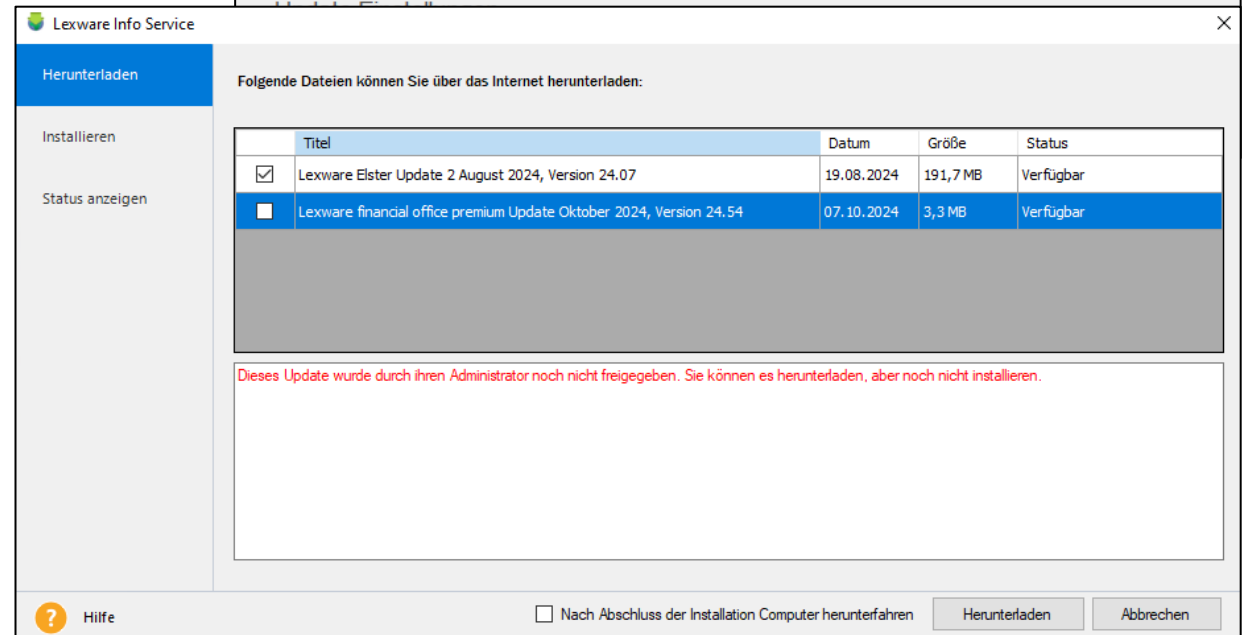 Lexware Info Service
Herunterladen
Folgende Dateien können Sie über das Internet herunterladen:
Installieren
Titel Datum Größe Status
Lexware Elster Update 2 August 2024, Version 24.07 19.08.2024 191,7 MB Verfügbar
Status anzeigen
Lexware financial office premium Update Oktober 2024, Version 24.54 07.10.2024 3,3 MB Verfügbar
Dieses Update wurde durch ihren Administrator noch nicht freigegeben. Sie können es herunterladen, aber noch nicht installieren.
? Hilfe
Nach Abschluss der Installation Computer herunterfahren
Herunterladen
Abbrechen